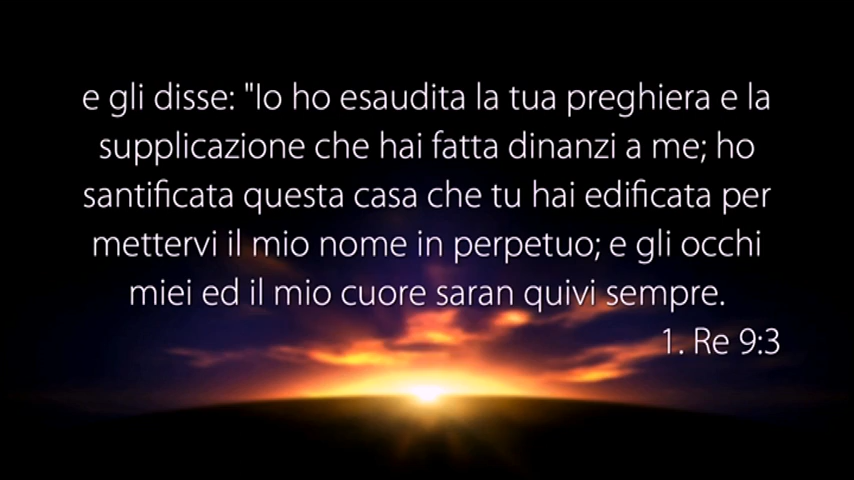 e gli disse: "Io ho esaudita la tua preghiera e la
supplicazione che hai fatta dinanzi a me; ho
santificata questa casa che tu hai edificata per
mettervi il mio nome in perpetuo; e gli occhi
miei ed il mio cuore saran quivi sempre.
1. Re 9:3